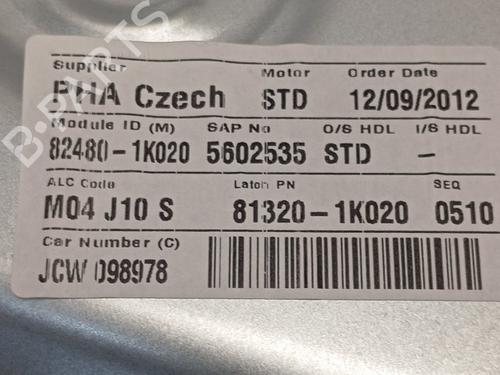 Supplier Motor Order Date
PHA Czech STD 12/09/2012
Module ID (M) SAP No O/S HDL I/S HDL
82480-1K020 5602535 STD -
ALC Code Latch PN SEQ
M04 J10 S 81320-1K020 0510
Car Number (C)
JCW 098978
B-PARTS